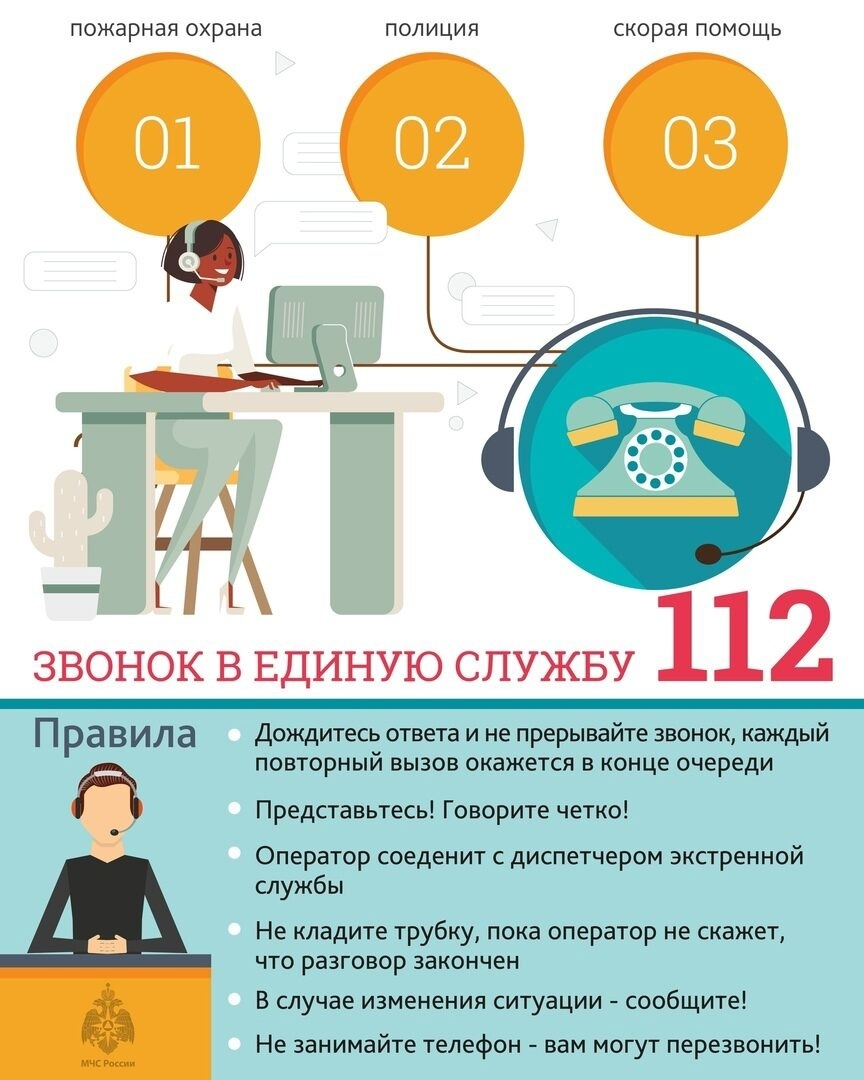 пожарная охрана
полиция
скорая помощь
01
02
03
ЗВОНОК В ЕДИНУЮ СЛУЖБУ 112
Правила
Дождитесь ответа и не прерывайте звонок, каждый
повторный вызов окажется в конце очереди
Представьтесь! Говорите четко!
Оператор соеденит с диспетчером экстренной
службы
Не кладите трубку, пока оператор не скажет,
что разговор закончен
В случае изменения ситуации - сообщите!
Не занимайте телефон - вам могут перезвонить!
МЧС России